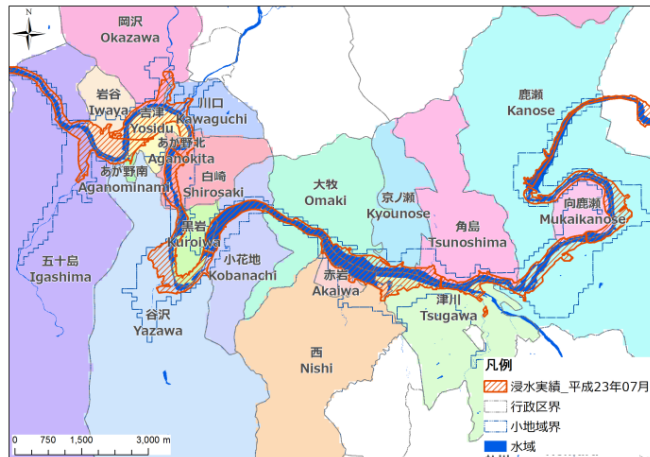 N
岡沢
Okazawa
岩谷
Iwaya
吉津
Yosidu
川口
Kawaguchi
あが野北
Aganokita
あが野南
Aganominami
白崎
Shirosaki
鹿瀬
Kanose
大牧
Omaki
京ノ瀬
Kyounose
角島
Tsunoshima
向鹿瀬
Mukaikanose
黒岩
Kuroiwa
小花地
Kobanachi
五十島
Igashima
谷沢
Yazawa
赤岩
Akaiwa
津川
Tsugawa
西
Nishi
凡例
浸水実績_平成23年07月
行政区界
小地域界
水域
0 750 1,500 3,000 m